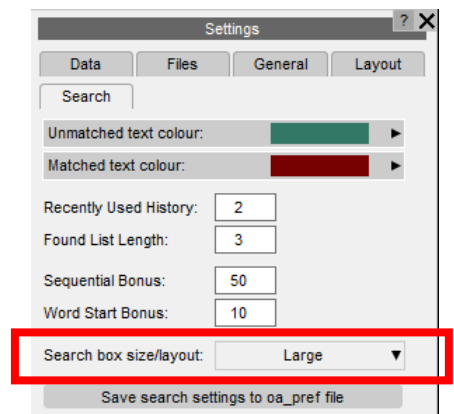 Settings
?
X
Data Files General Layout
Search
Unmatched text colour:
Matched text colour:
Recently Used History: 2
Found List Length: 3
Sequential Bonus: 50
Word Start Bonus: 10
Search box size/layout: Large
Save search settings to oa_pref file